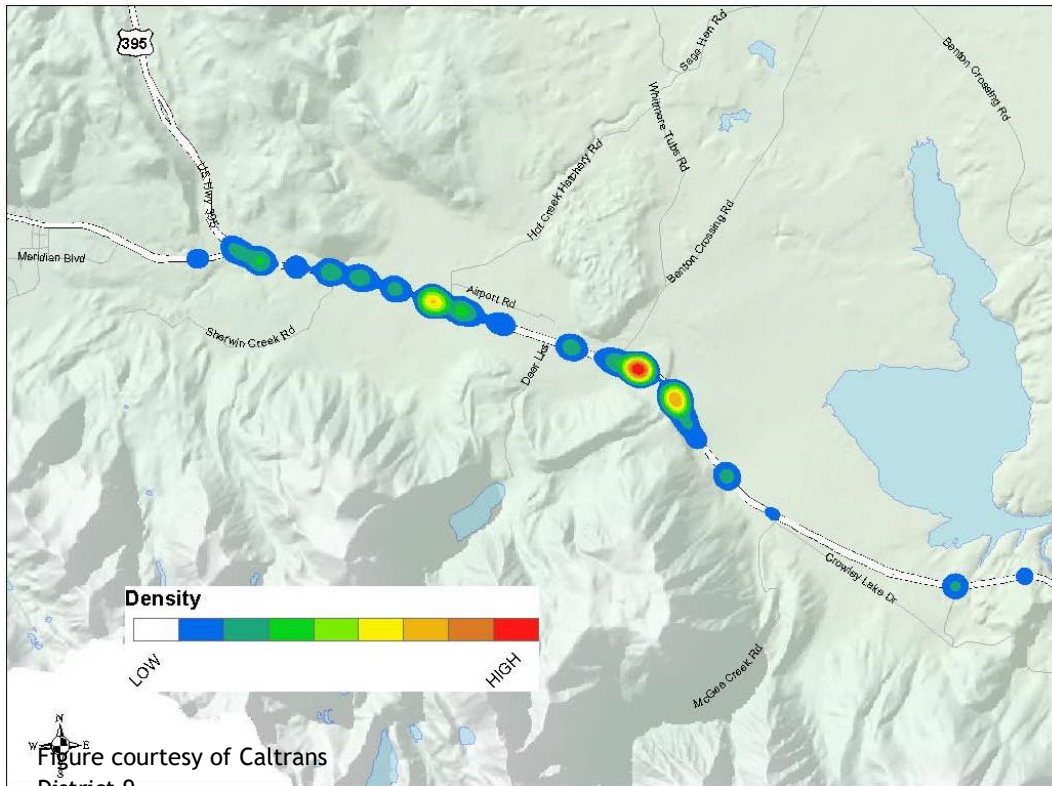 395
Sage Hen Rd
Benton Crossing Rd
Whitmore Tubs Rd
Hot Creek Hatchery Rd
US Hwy 395
Benton Crossing Rd
Meridian Blvd
Airport Rd
Sherwin Creek Rd
Deer Lks
Crowley Lake Dr
Density
LOW
HIGH
McGee Creek Rd
N
W E
S
Figure courtesy of Caltrans
District 9